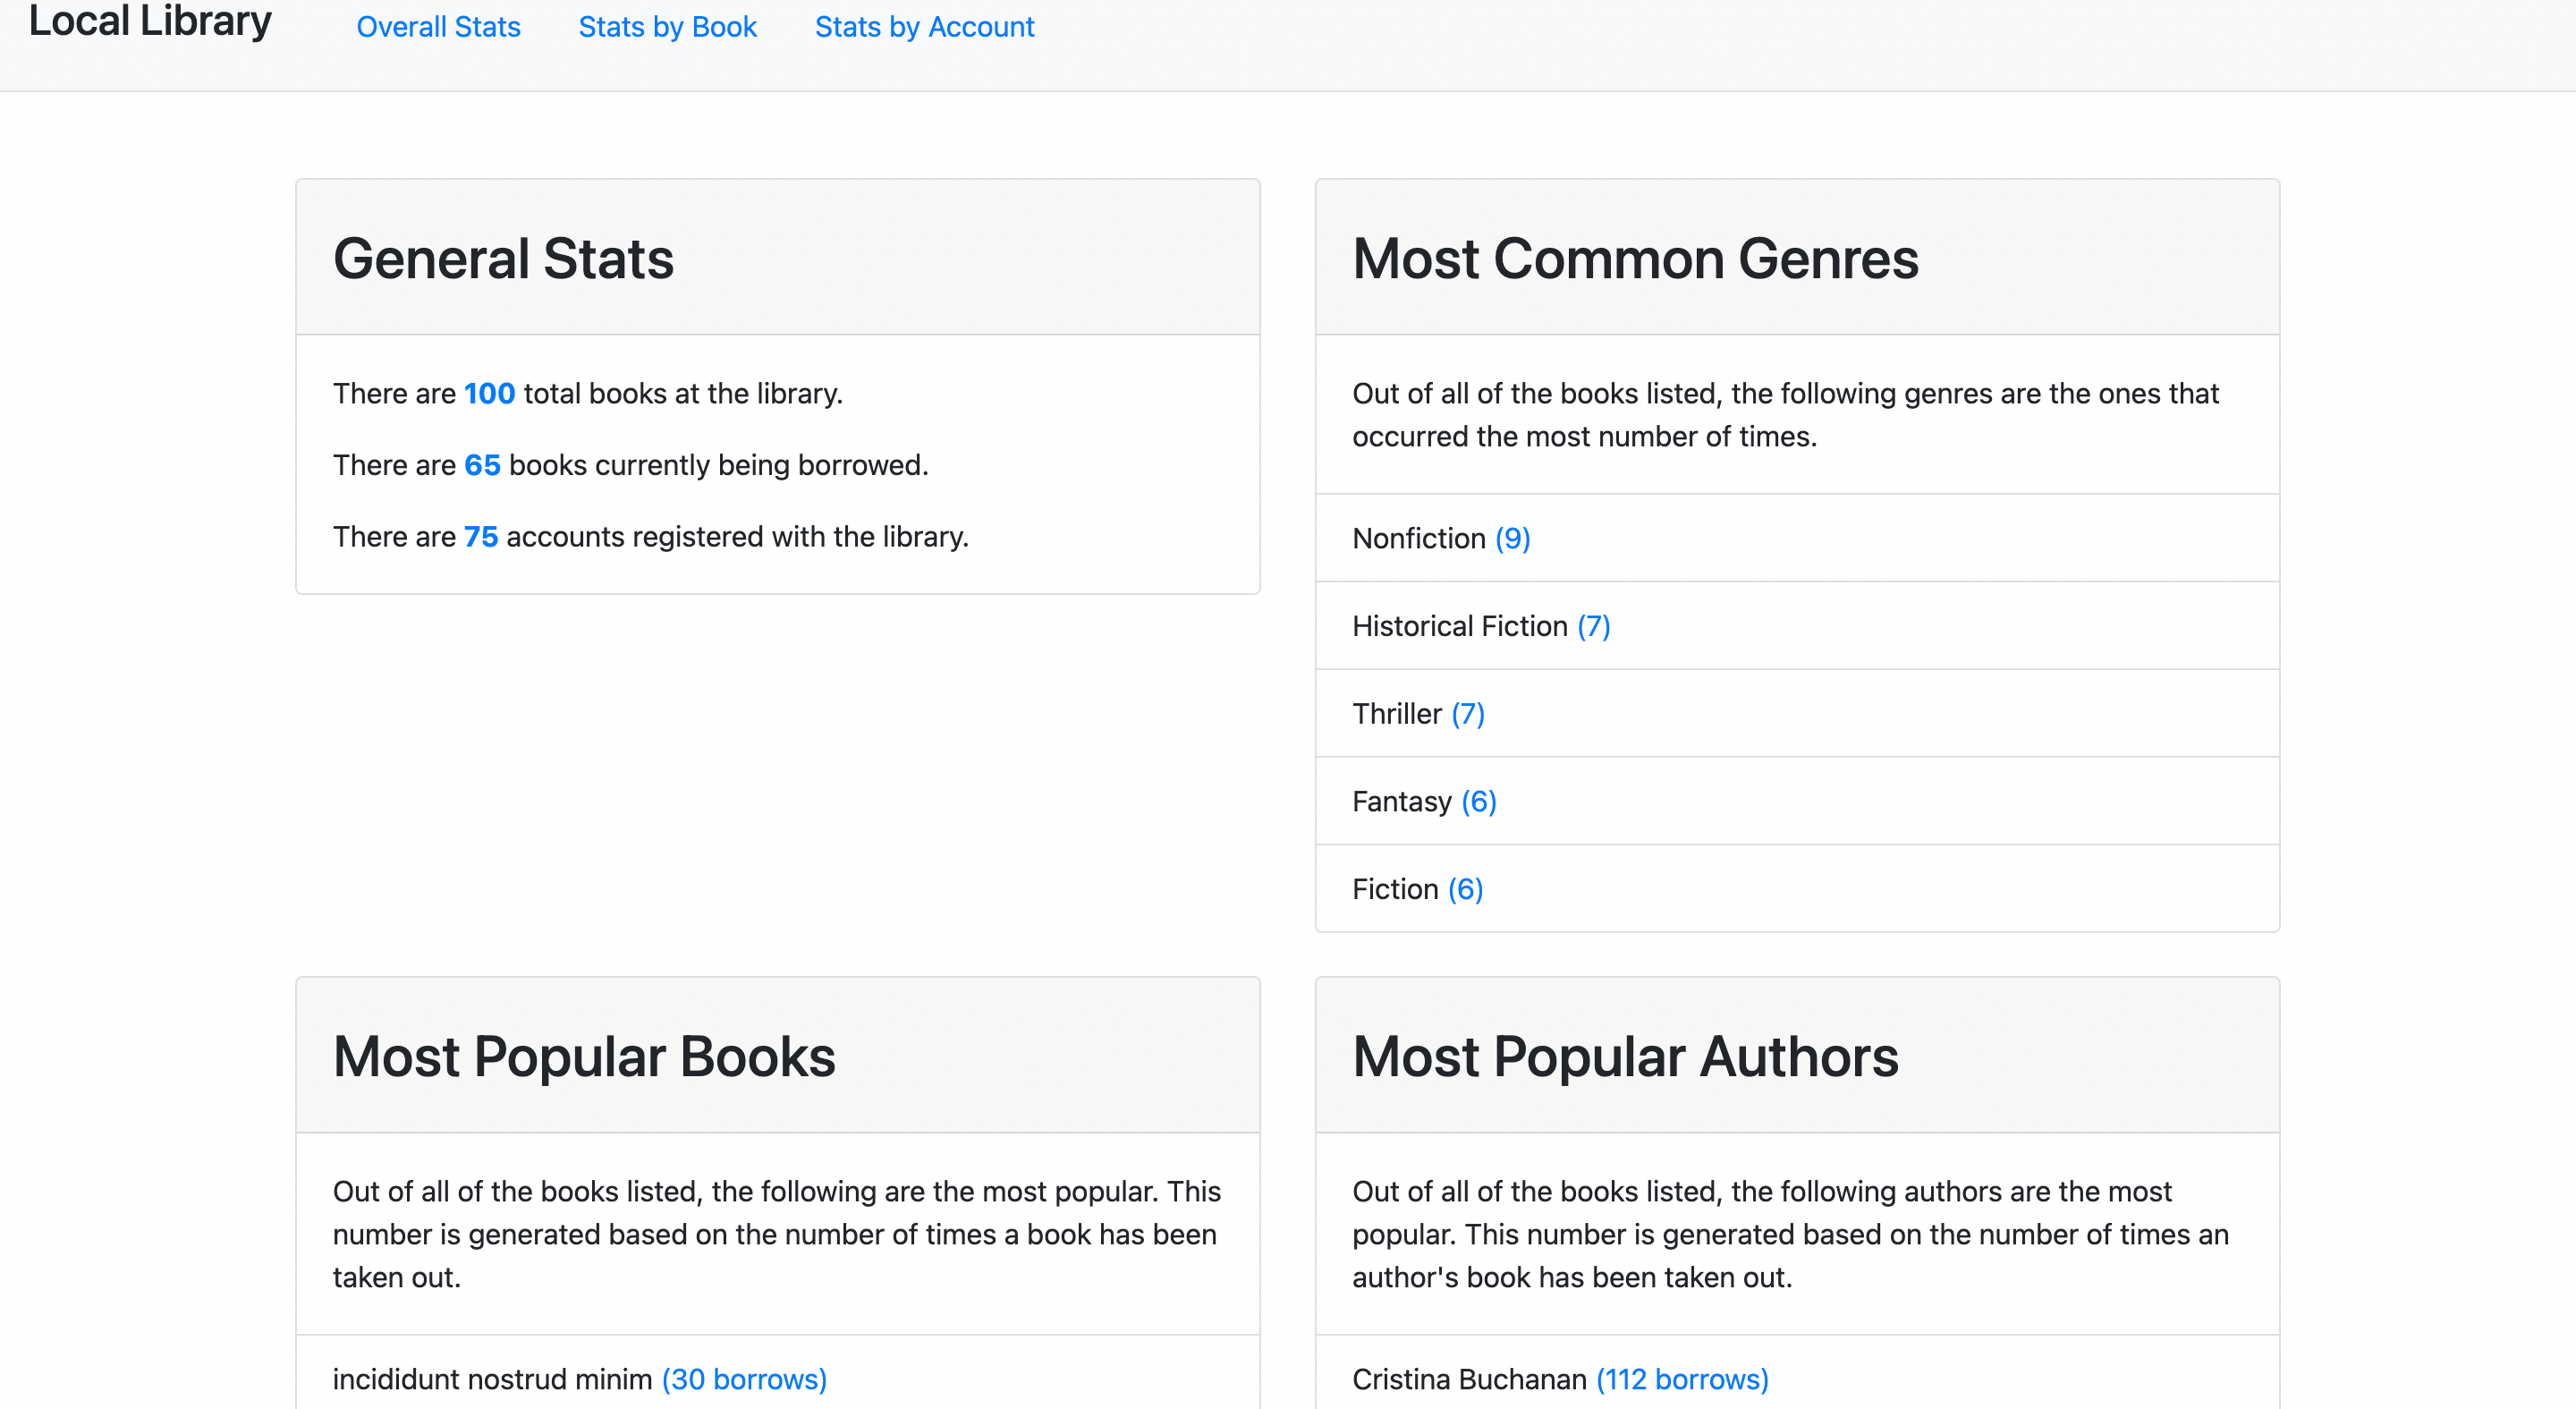 Local Library
Overall Stats
Stats by Book
Stats by Account
General Stats
There are 100 total books at the library.
There are 65 books currently being borrowed.
There are 75 accounts registered with the library.
Most Common Genres
Out of all of the books listed, the following genres are the ones that
occurred the most number of times.
Nonfiction (9)
Historical Fiction (7)
Thriller (7)
Fantasy (6)
Fiction (6)
Most Popular Books
Out of all of the books listed, the following are the most popular. This
number is generated based on the number of times a book has been
taken out.
incididunt nostrud minim (30 borrows)
Most Popular Authors
Out of all of the books listed, the following authors are the most
popular. This number is generated based on the number of times an
author's book has been taken out.
Cristina Buchanan (112 borrows)